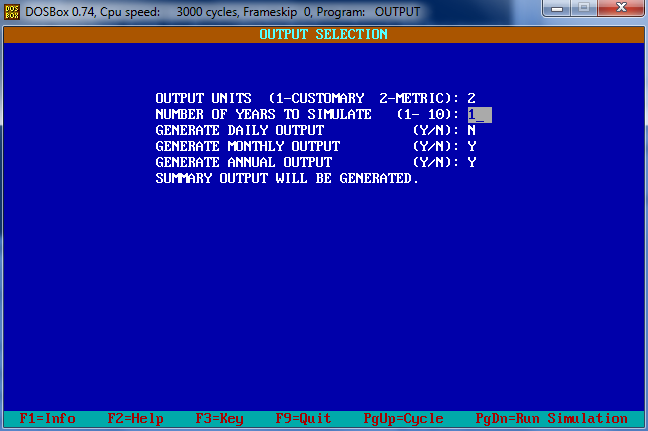 DOS BOX DOSBox 0.74, Cpu speed: 3000 cycles, Frameskip 0, Program: OUTPUT
OUTPUT SELECTION
OUTPUT UNITS (1-CUSTOMARY 2-METRIC): 2
NUMBER OF YEARS TO SIMULATE (1- 10): 1_
GENERATE DAILY OUTPUT (Y/N): N
GENERATE MONTHLY OUTPUT (Y/N): Y
GENERATE ANNUAL OUTPUT (Y/N): Y
SUMMARY OUTPUT WILL BE GENERATED.
F1=Info F2=Help F3=Key F9=Quit PgUp=Cycle PgDn=Run Simulation